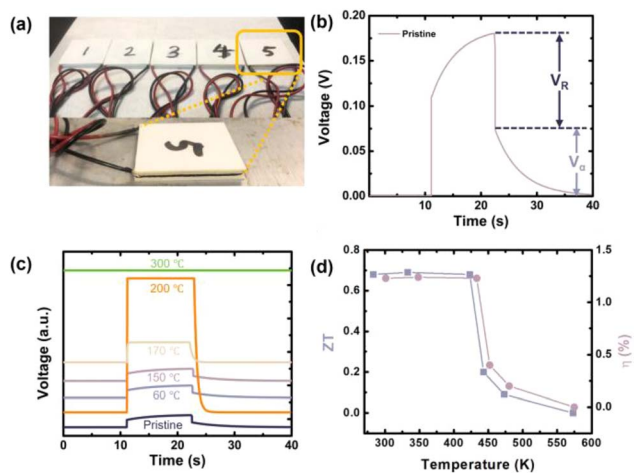 (a)
1 2 3 4 5
5
(b)
Voltage (V)
0.20
0.15
0.10
0.05
0.00
Pristine
V_R
V_α
0 10 20 30 40
Time (s)
(c)
Voltage (a.u.)
300 ℃
200 ℃
170 ℃
150 ℃
60 ℃
Pristine
0 10 20 30 40
Time (s)
(d)
ZT
0.8
0.6
0.4
0.2
0.0
1.5
1.0
0.5
0.0
η (%)
300 350 400 450 500 550 600
Temperature (K)